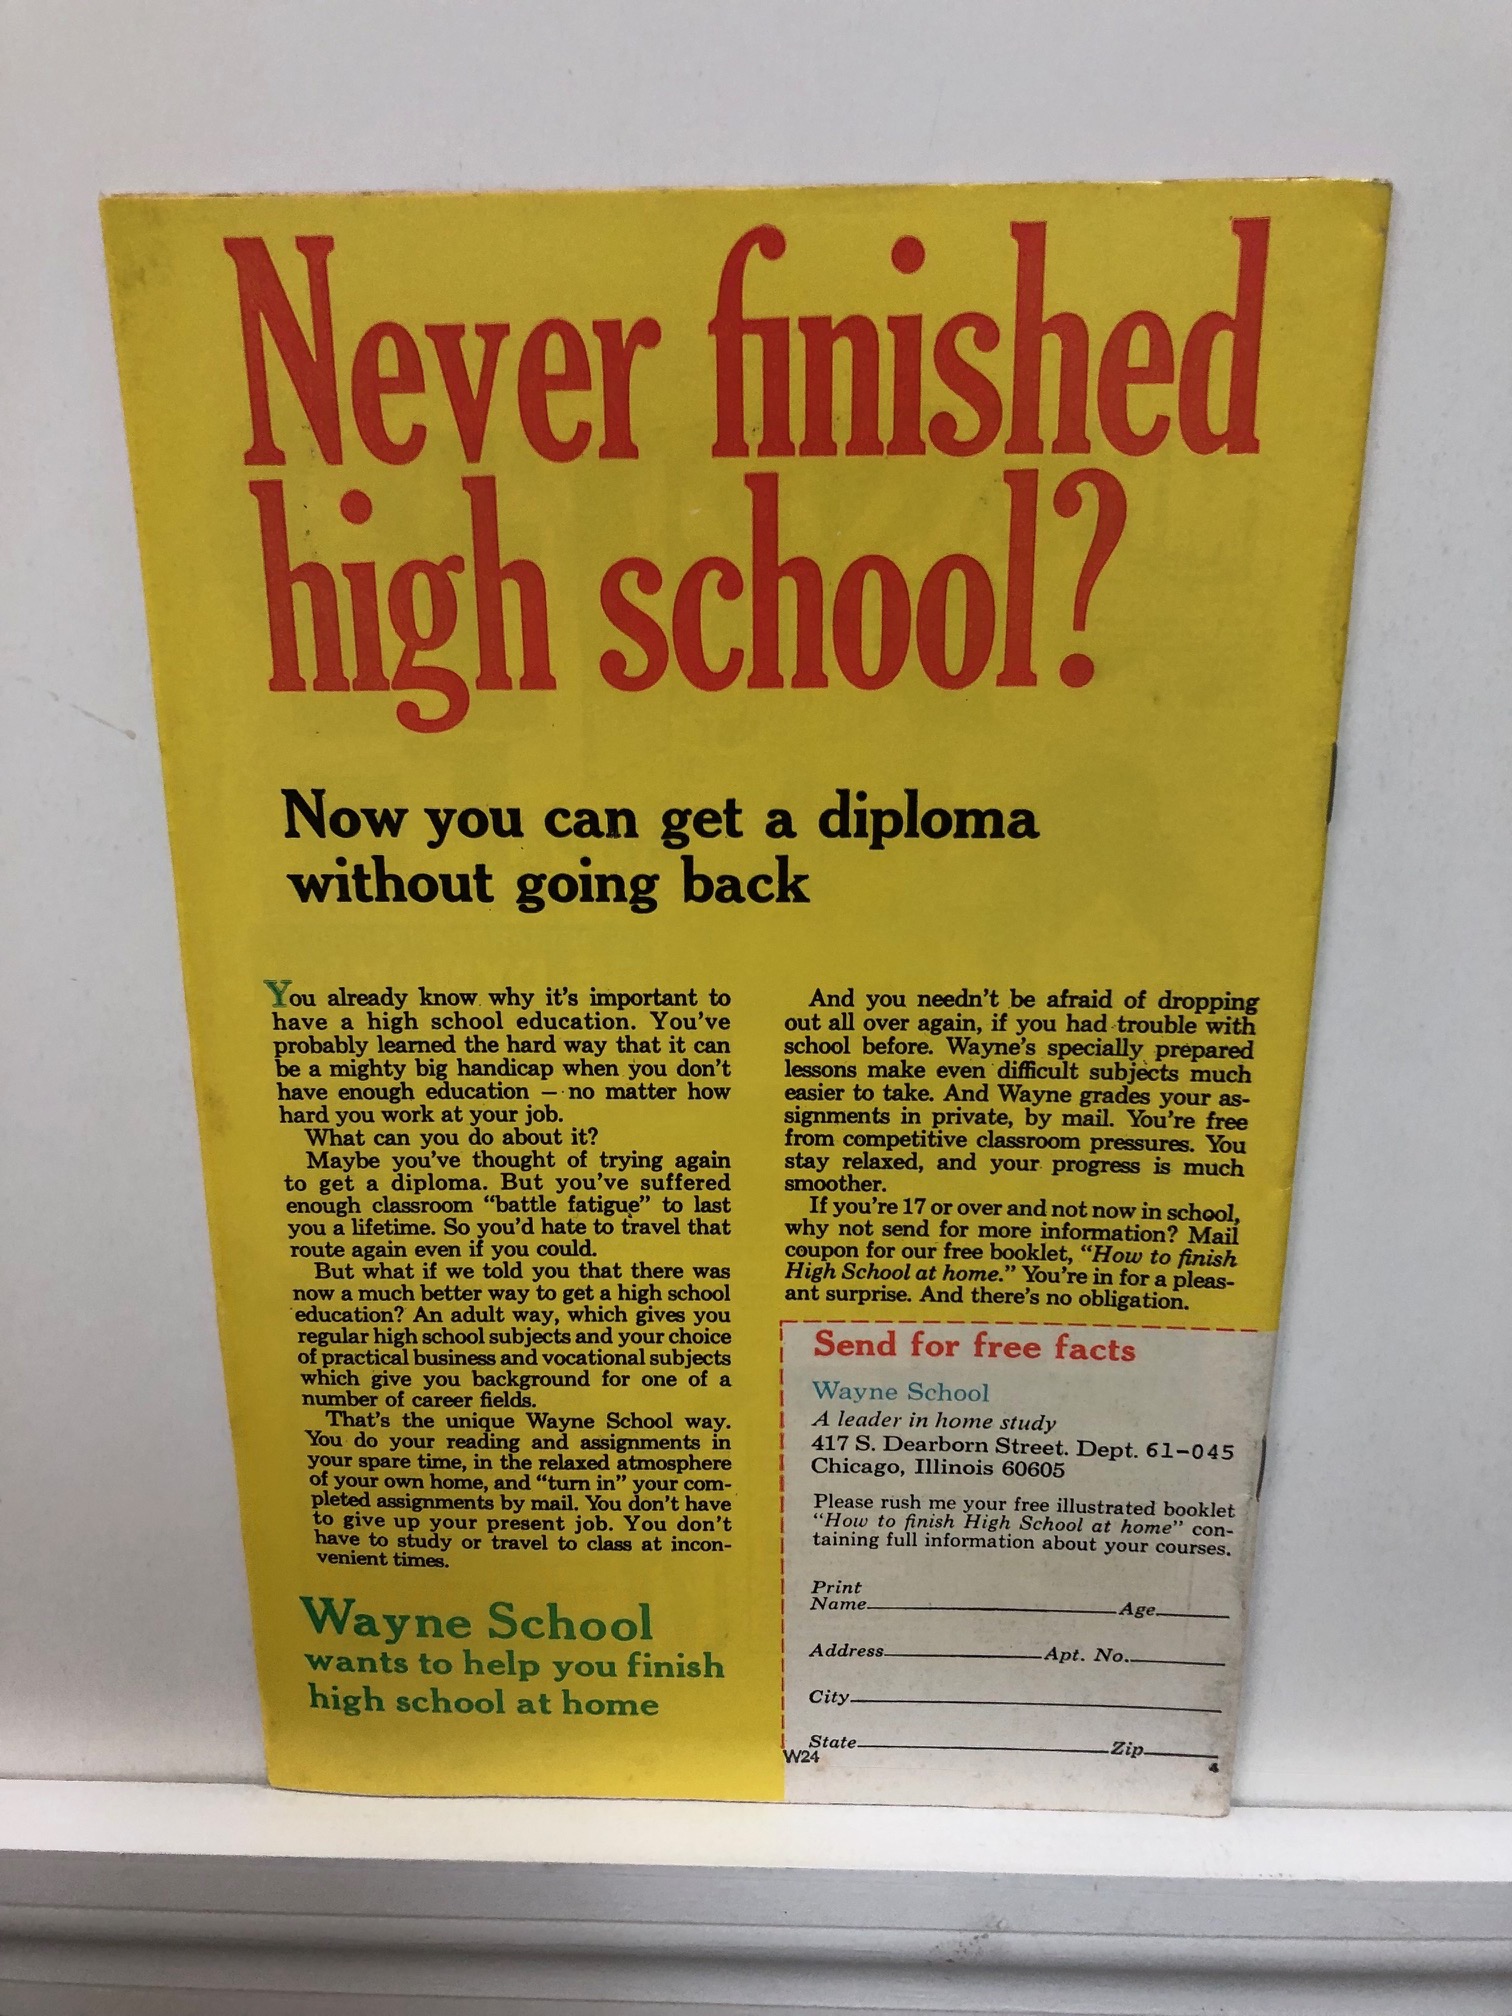 Never finished
high school?
Now you can get a diploma
without going back
You already know why it's important to
have a high school education. You've
probably learned the hard way that it can
be a mighty big handicap when you don't
have enough education — no matter how
hard you work at your job.
What can you do about it?
Maybe you've thought of trying again
to get a diploma. But you've suffered
enough classroom “battle fatigue” to last
you a lifetime. So you'd hate to travel that
route again even if you could.
But what if we told you that there was
now a much better way to get a high school
education? An adult way, which gives you
regular high school subjects and your choice
of practical business and vocational subjects
which give you background for one of a
number of career fields.
That's the unique Wayne School way.
You do your reading and assignments in
your spare time, in the relaxed atmosphere
of your own home, and “turn in” your com-
pleted assignments by mail. You don't have
to give up your present job. You don't
have to study or travel to class at incon-
venient times.
Wayne School
wants to help you finish
high school at home
And you needn't be afraid of dropping
out all over again, if you had trouble with
school before. Wayne's specially prepared
lessons make even difficult subjects much
easier to take. And Wayne grades your as-
signments in private, by mail. You're free
from competitive classroom pressures. You
stay relaxed, and your progress is much
smoother.
If you're 17 or over and not now in school,
why not send for more information? Mail
coupon for our free booklet, “How to finish
High School at home.” You're in for a pleas-
ant surprise. And there's no obligation.
Send for free facts
Wayne School
A leader in home study
417 S. Dearborn Street. Dept. 61-045
Chicago, Illinois 60605
Please rush me your free illustrated booklet
“How to finish High School at home” con-
taining full information about your courses.
Print
Name Age
Address Apt. No.
City
State Zip
W24